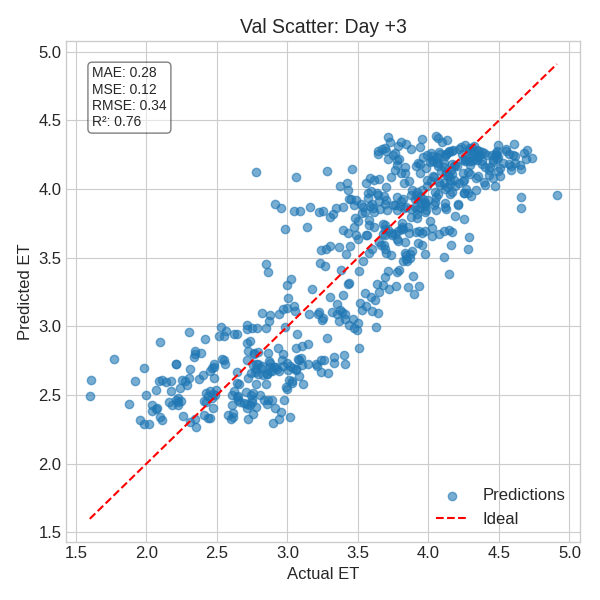 Val Scatter: Day +3
MAE: 0.28
MSE: 0.12
RMSE: 0.34
R²: 0.76
5.0
4.5
4.0
3.5
3.0
2.5
2.0
1.5
Predicted ET
Predictions
Ideal
1.5 2.0 2.5 3.0 3.5 4.0 4.5 5.0
Actual ET